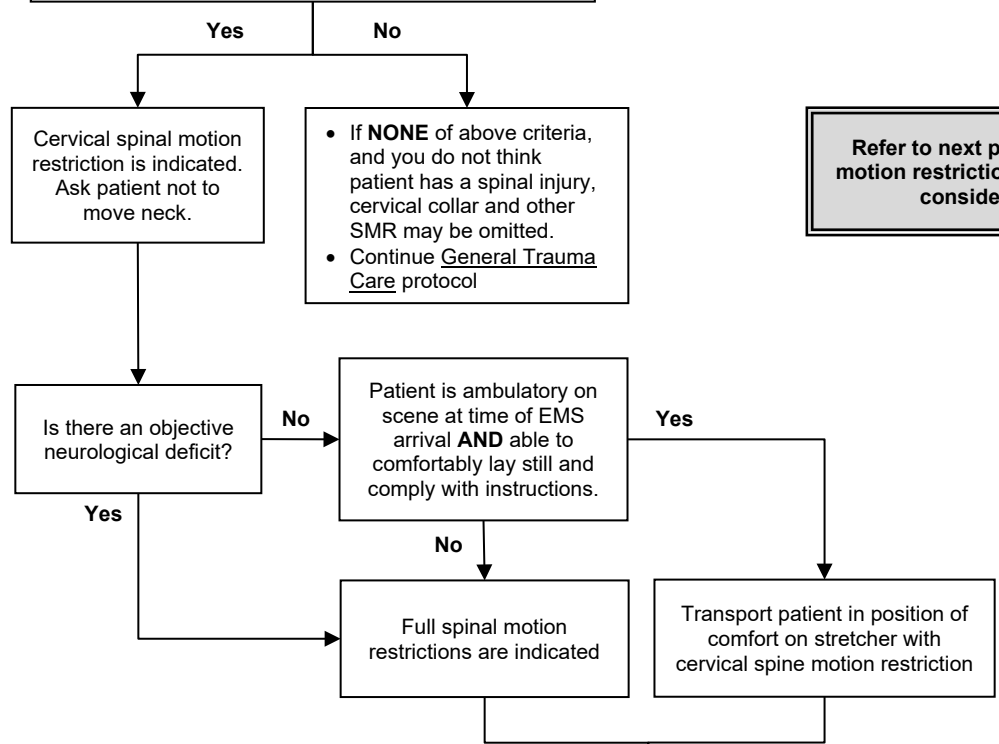 Yes No
Cervical spinal motion
restriction is indicated.
Ask patient not to
move neck.
• If NONE of above criteria,
and you do not think
patient has a spinal injury,
cervical collar and other
SMR may be omitted.
• Continue General Trauma
Care protocol
Refer to next p
motion restrictio
conside
Is there an objective
neurological deficit?
No
Patient is ambulatory on
scene at time of EMS
arrival AND able to
comfortably lay still and
comply with instructions.
Yes
Yes
No
Full spinal motion
restrictions are indicated
Transport patient in position of
comfort on stretcher with
cervical spine motion restriction